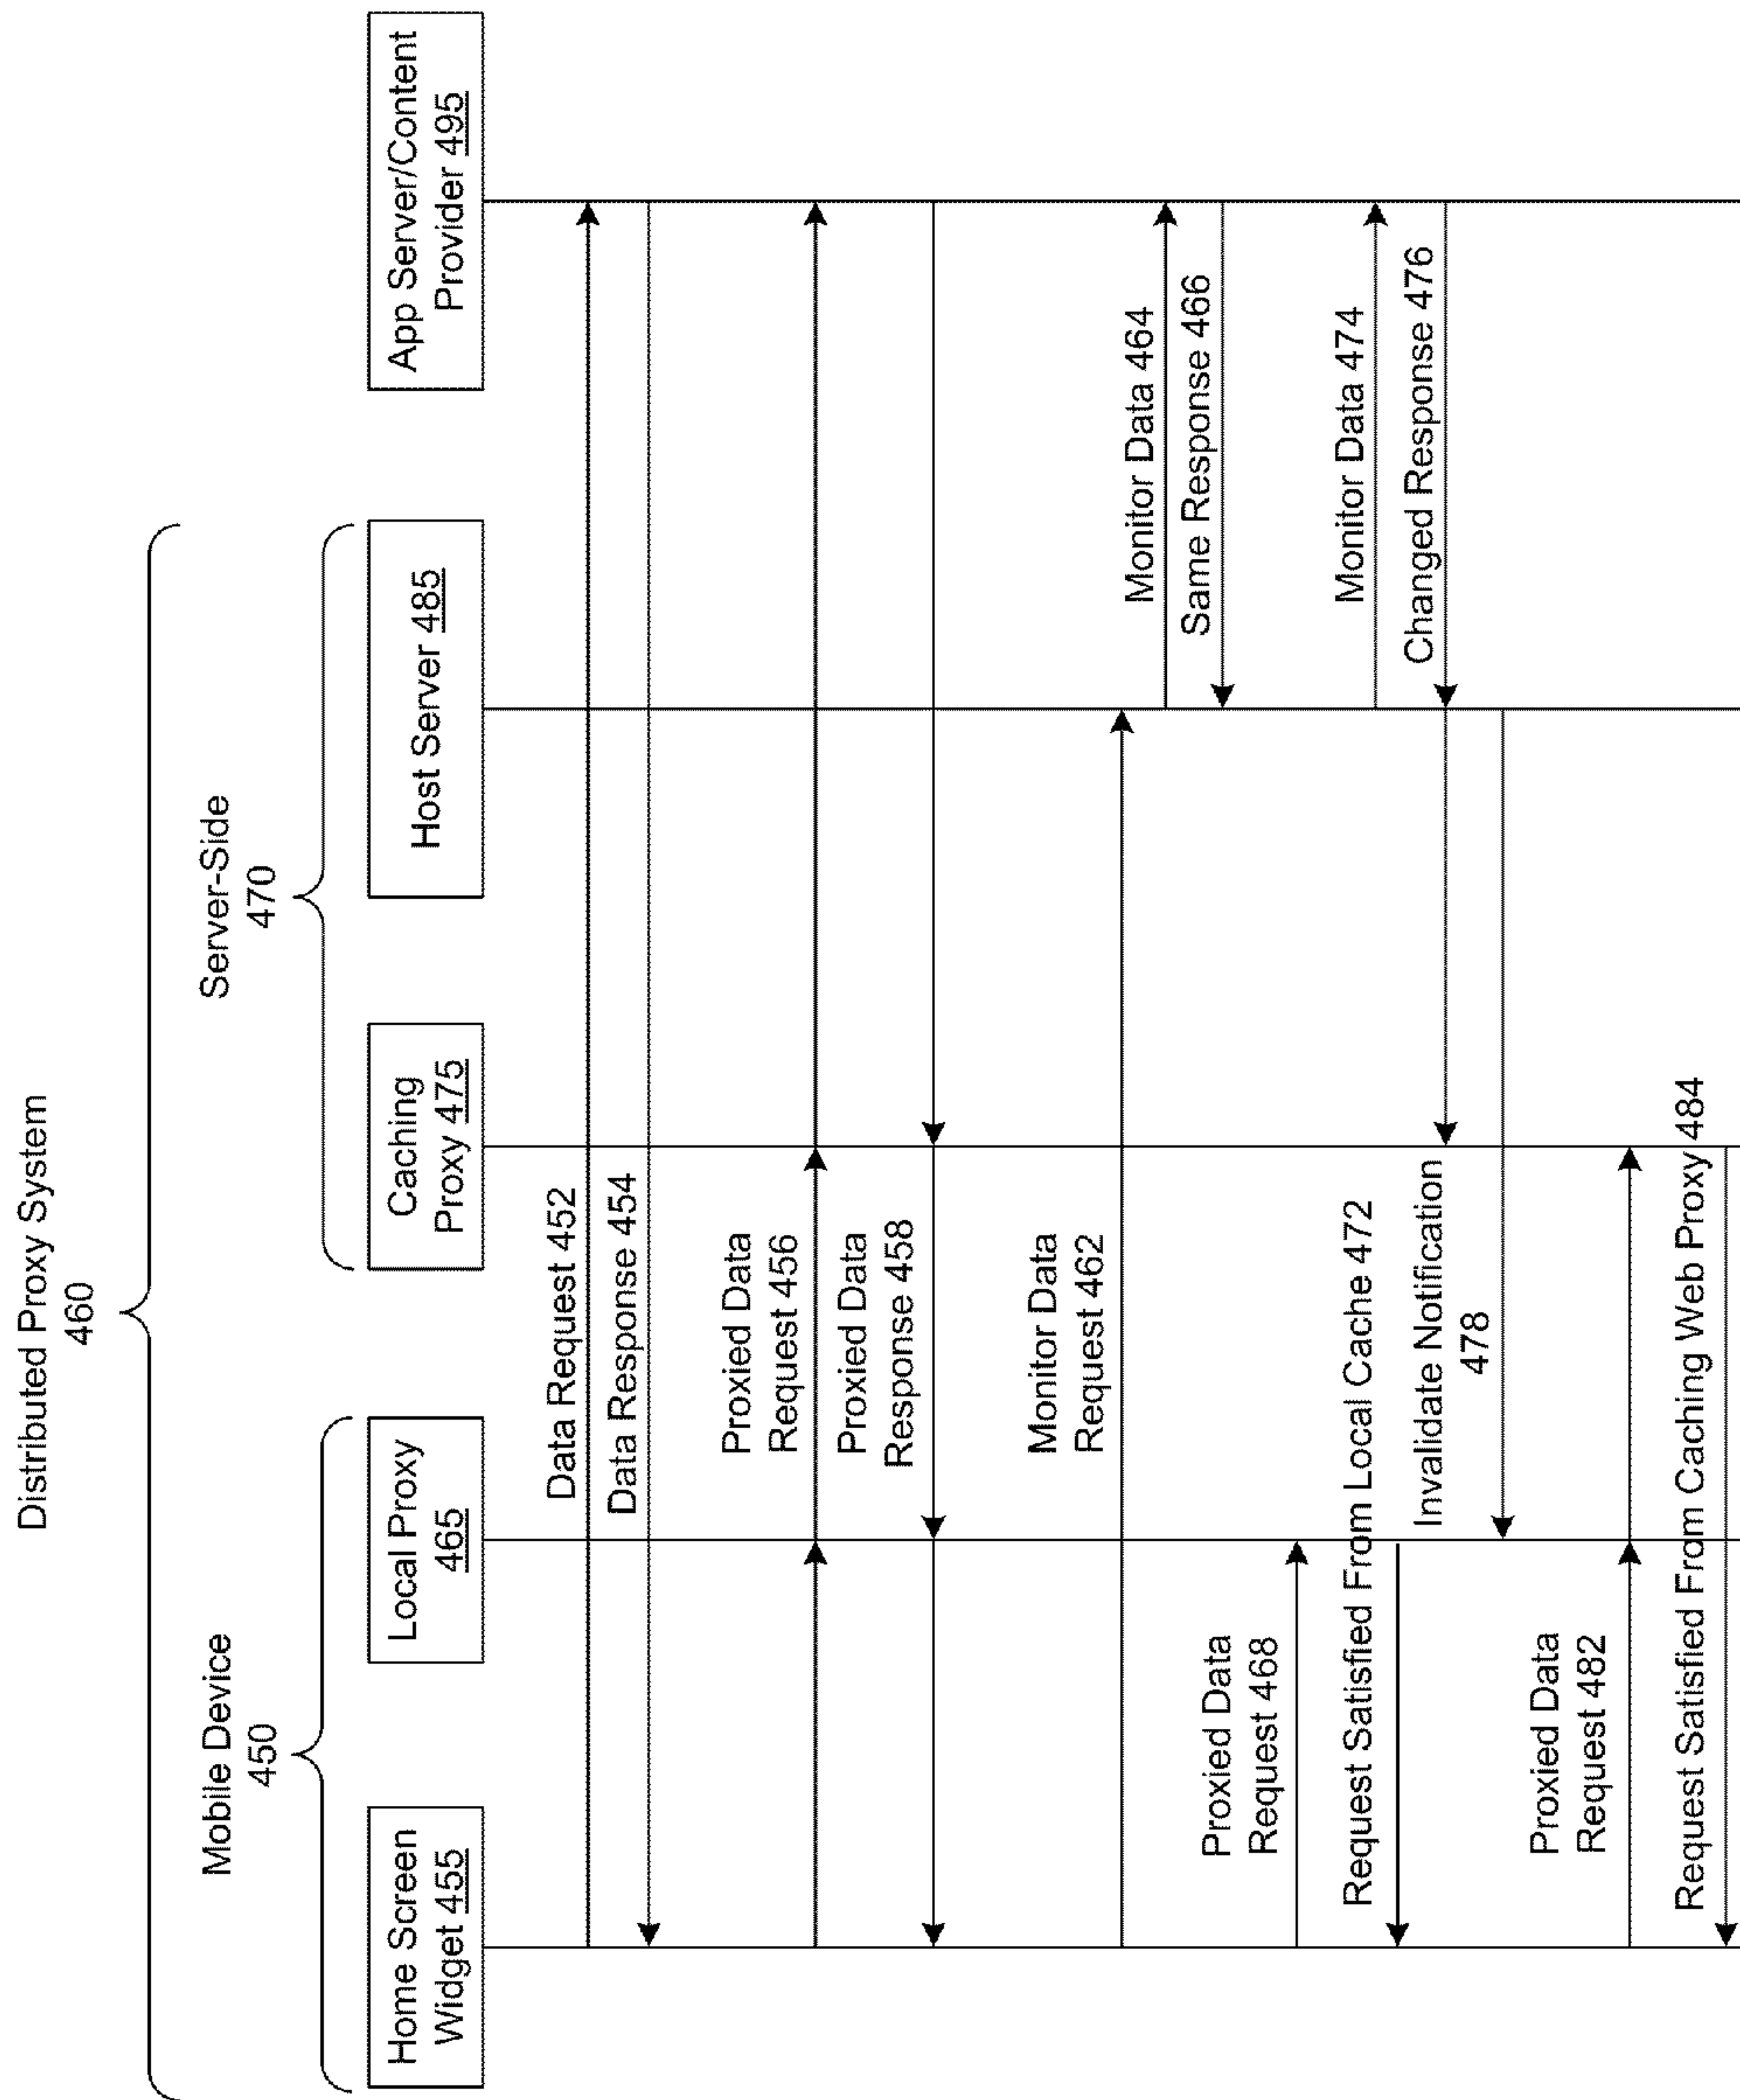 Distributed Proxy System
460
Mobile Device
450
Server-Side
470
Home Screen
Widget 455
Local Proxy
465
Caching
Proxy 475
Host Server 485
App Server/Content
Provider 495
Data Request 452
Data Response 454
Proxied Data
Request 456
Proxied Data
Response 458
Monitor Data
Request 462
Monitor Data 464
Same Response 466
Proxied Data
Request 468
Request Satisfied From Local Cache 472
Monitor Data 474
Changed Response 476
Invalidate Notification
478
Proxied Data
Request 482
Request Satisfied From Caching Web Proxy 484